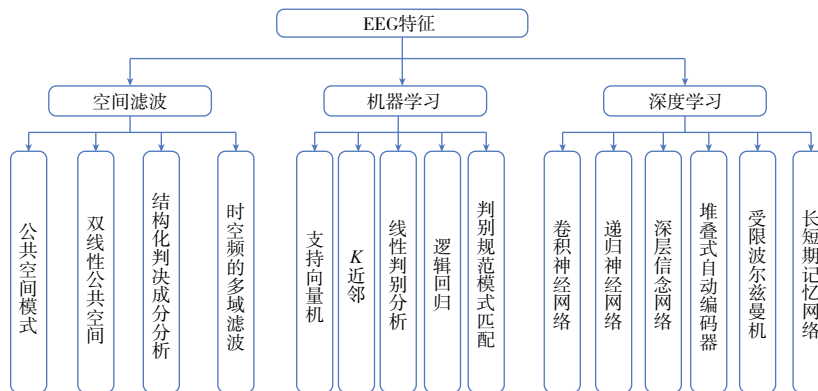 EEG特征
空间滤波
机器学习
深度学习
公共空间模式
双线性公共空间
结构化判决成分分析
时空频的多域滤波
支持向量机
K近邻
线性判别分析
逻辑回归
判别规范模式匹配
卷积神经网络
递归神经网络
深层信念网络
堆叠式自动编码器
受限波尔兹曼机
长短期记忆网络